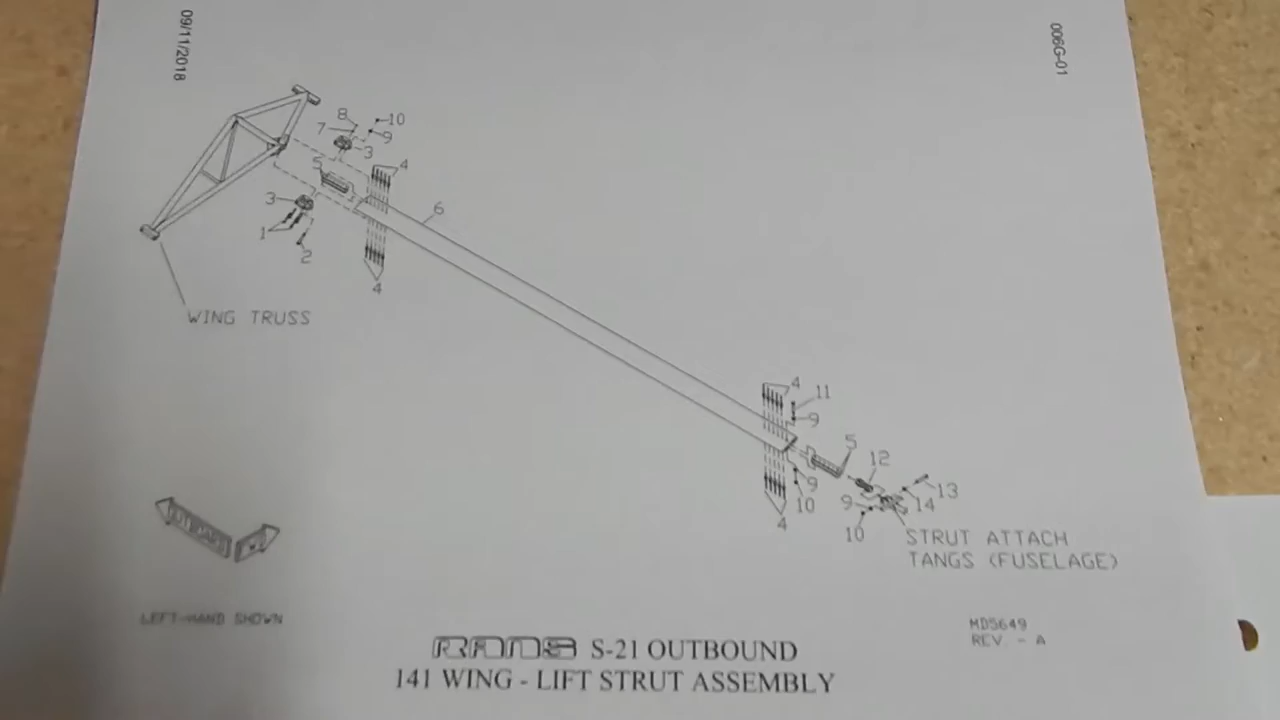 09/11/2018
006G-01
8
10
7
9
3
5
4
3
6
1
2
4
WING TRUSS
4
11
9
5
12
9
13
10
9
14
4
10
STRUT ATTACH
TANGS (FUSELAGE)
LEFT-HAND SHOWN
MD5649
REV. - A
RANS S-21 OUTBOUND
141 WING - LIFT STRUT ASSEMBLY